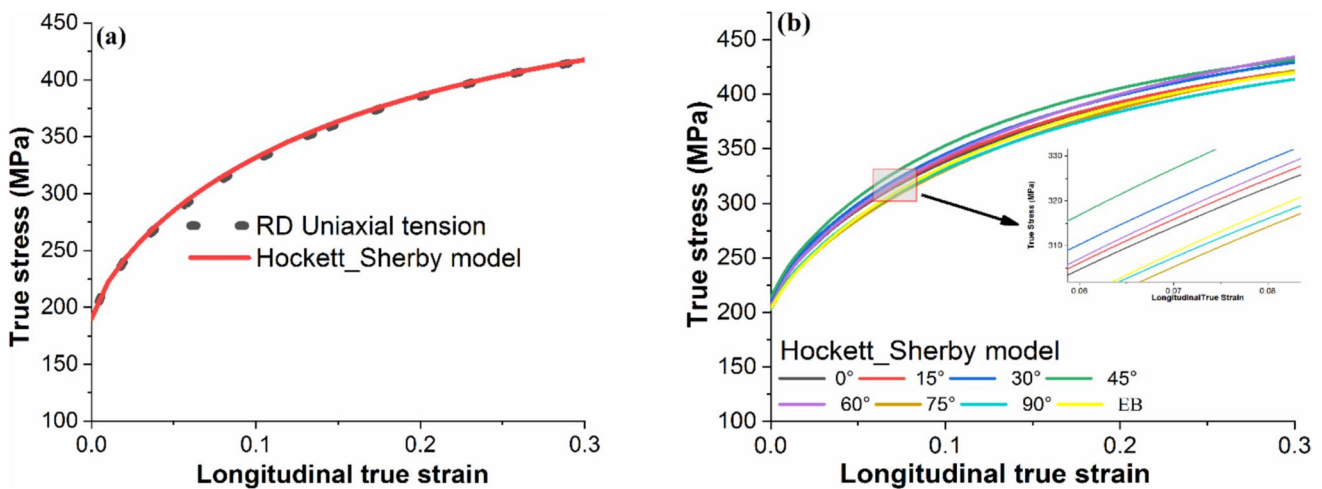 (a)
450
400
350
300
250
200
150
100
0.0 0.1 0.2 0.3
True stress (MPa)
Longitudinal true strain
RD Uniaxial tension
Hockett_Sherby model
(b)
450
400
350
300
250
200
150
100
0.0 0.1 0.2 0.3
True stress (MPa)
Longitudinal true strain
330
320
310
0.06 0.07 0.08
True Stress (MPa)
LongitudinalTrue Strain
Hockett_Sherby model
0° 15° 30° 45°
60° 75° 90° EB